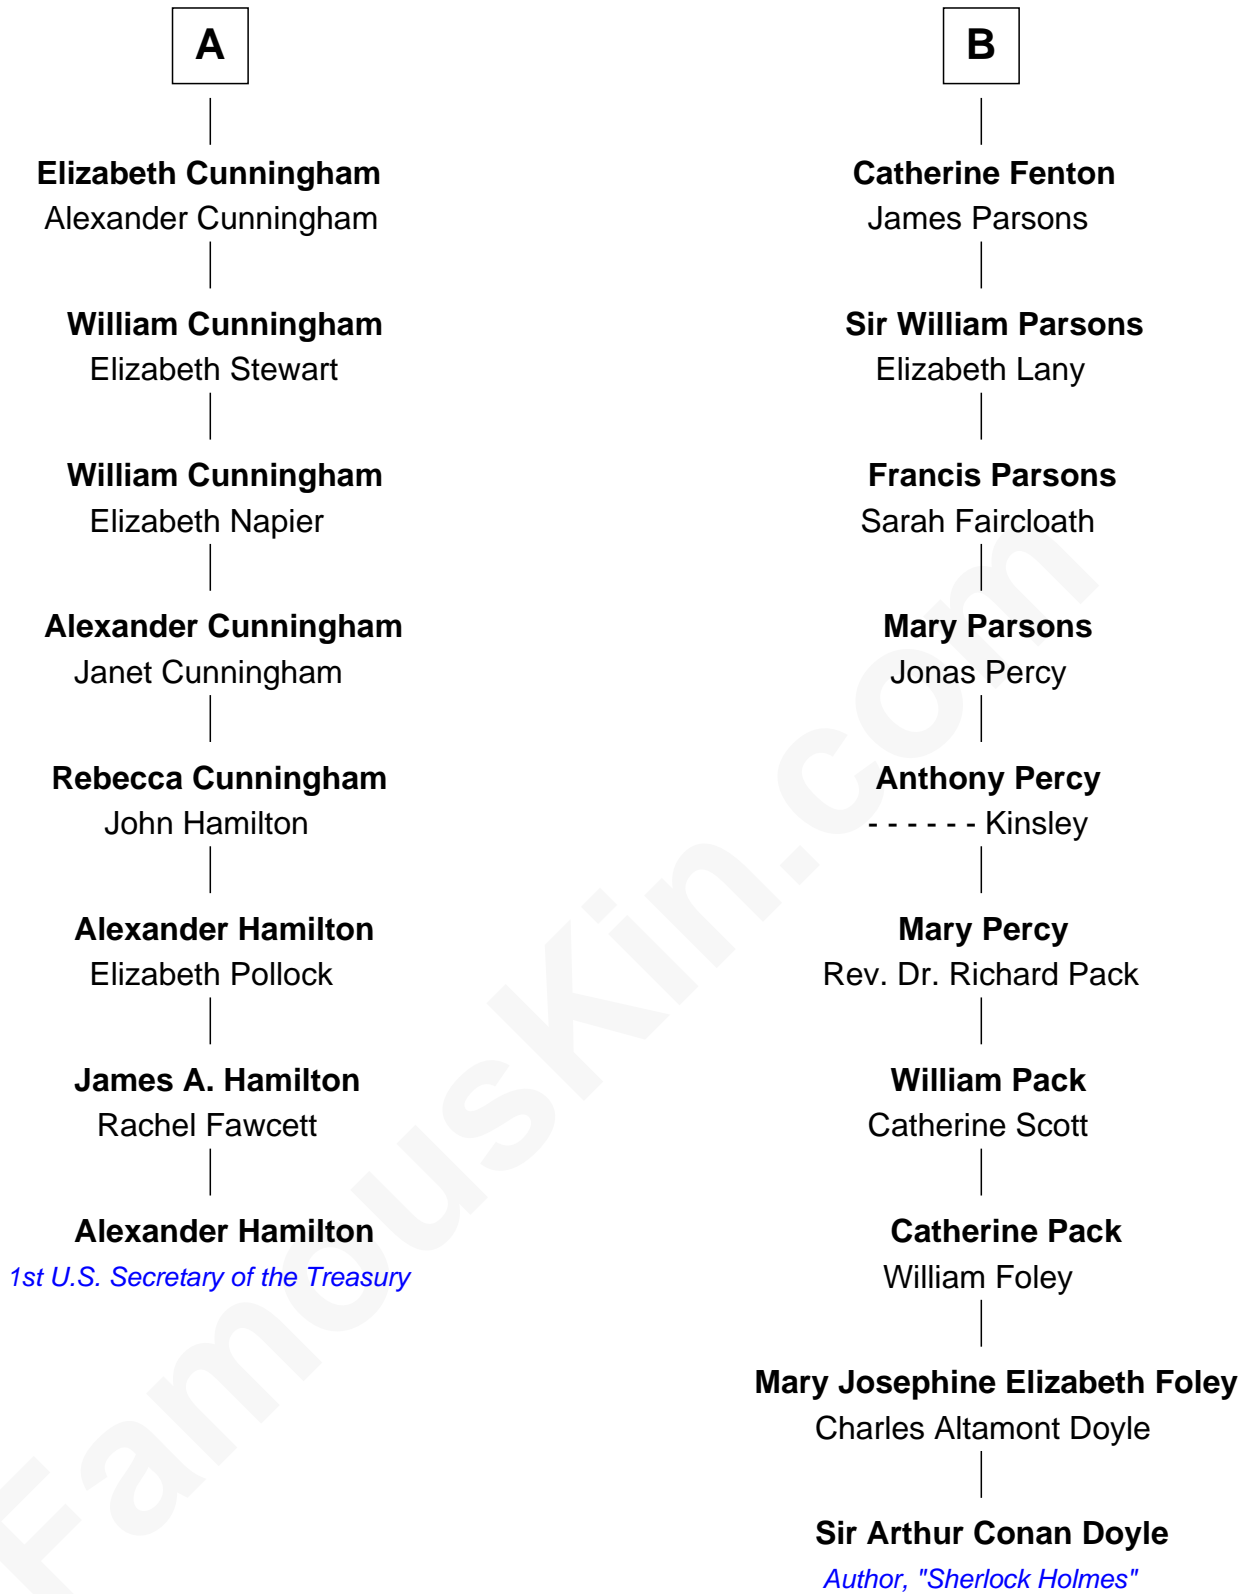 A
Elizabeth Cunningham
Alexander Cunningham
William Cunningham
Elizabeth Stewart
William Cunningham
Elizabeth Napier
Alexander Cunningham
Janet Cunningham
Rebecca Cunningham
John Hamilton
Alexander Hamilton
Elizabeth Pollock
James A. Hamilton
Rachel Fawcett
Alexander Hamilton
1st U.S. Secretary of the Treasury
B
Catherine Fenton
James Parsons
Sir William Parsons
Elizabeth Lany
Francis Parsons
Sarah Faircloath
Mary Parsons
Jonas Percy
Anthony Percy
- - - - - - Kinsley
Mary Percy
Rev. Dr. Richard Pack
William Pack
Catherine Scott
Catherine Pack
William Foley
Mary Josephine Elizabeth Foley
Charles Altamont Doyle
Sir Arthur Conan Doyle
Author, "Sherlock Holmes"
FamousKin.com